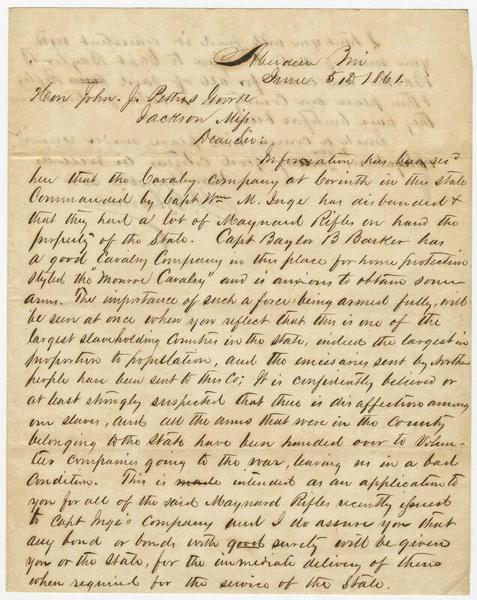 Aberdeen Mi
June 5th 1861.
Hon John. J. Pettus Govr
Jackson Miss
Dear Sir:
Information has been recd
here that the Cavalry Company at Corinth in this State
Commanded by Capt Wm M. Inge has disbanded &
that they had a lot of Maynard Rifles on hand the
property of the State. Capt Baylor B Barker has
a good Cavalry Company in this place for home protection
styled the "Monroe Cavalry" and is anxious to obtain some
arms. The importance of such a force being armed fully, will
be seen at once when you reflect that this is one of the
largest slaveholding Counties in the state, indeed the largest in
proportion to population, and the emissaries sent by Northern
people have been sent to this Co; It is confidently believed or
at least strongly suspected that there is disaffection among
our slaves, and all the arms that were in the County
belonging to the State have been handed over to Volun-
teer companies going to the war, leaving us in a bad
Condition. This is made intended as an application to
you for all of the said Maynard Rifles recently issued
to Capt Inge's Company and I do assure you that
any bond or bonds with good surety will be given
you or the State, for the immediate delivery of them
when required for the service of the State.